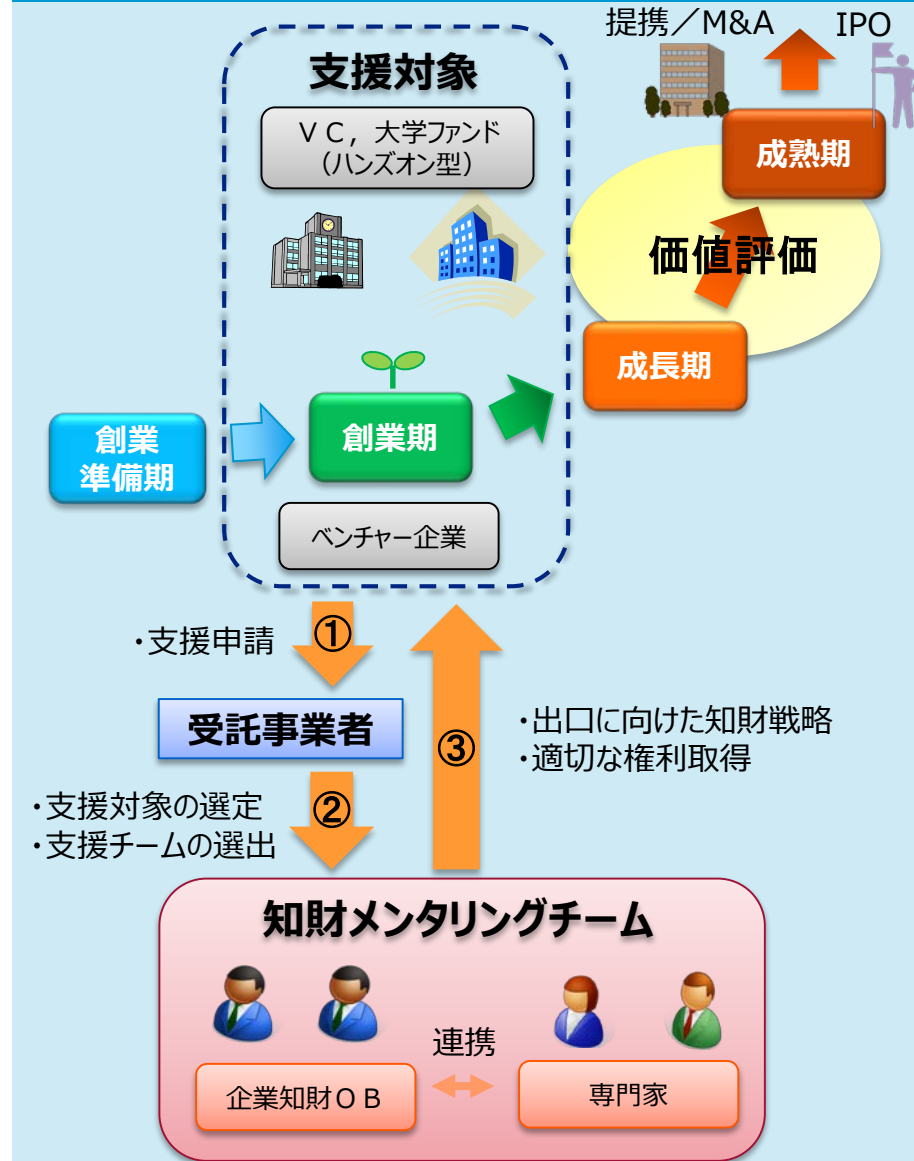 提携／M&A
IPO
支援対象
ＶＣ，大学ファンド
（ハンズオン型）
成熟期
価値評価
成長期
創業
準備期
創業期
ベンチャー企業
①
・支援申請
受託事業者
②
・支援対象の選定
・支援チームの選出
③
・出口に向けた知財戦略
・適切な権利取得
知財メンタリングチーム
連携
企業知財ＯＢ
専門家